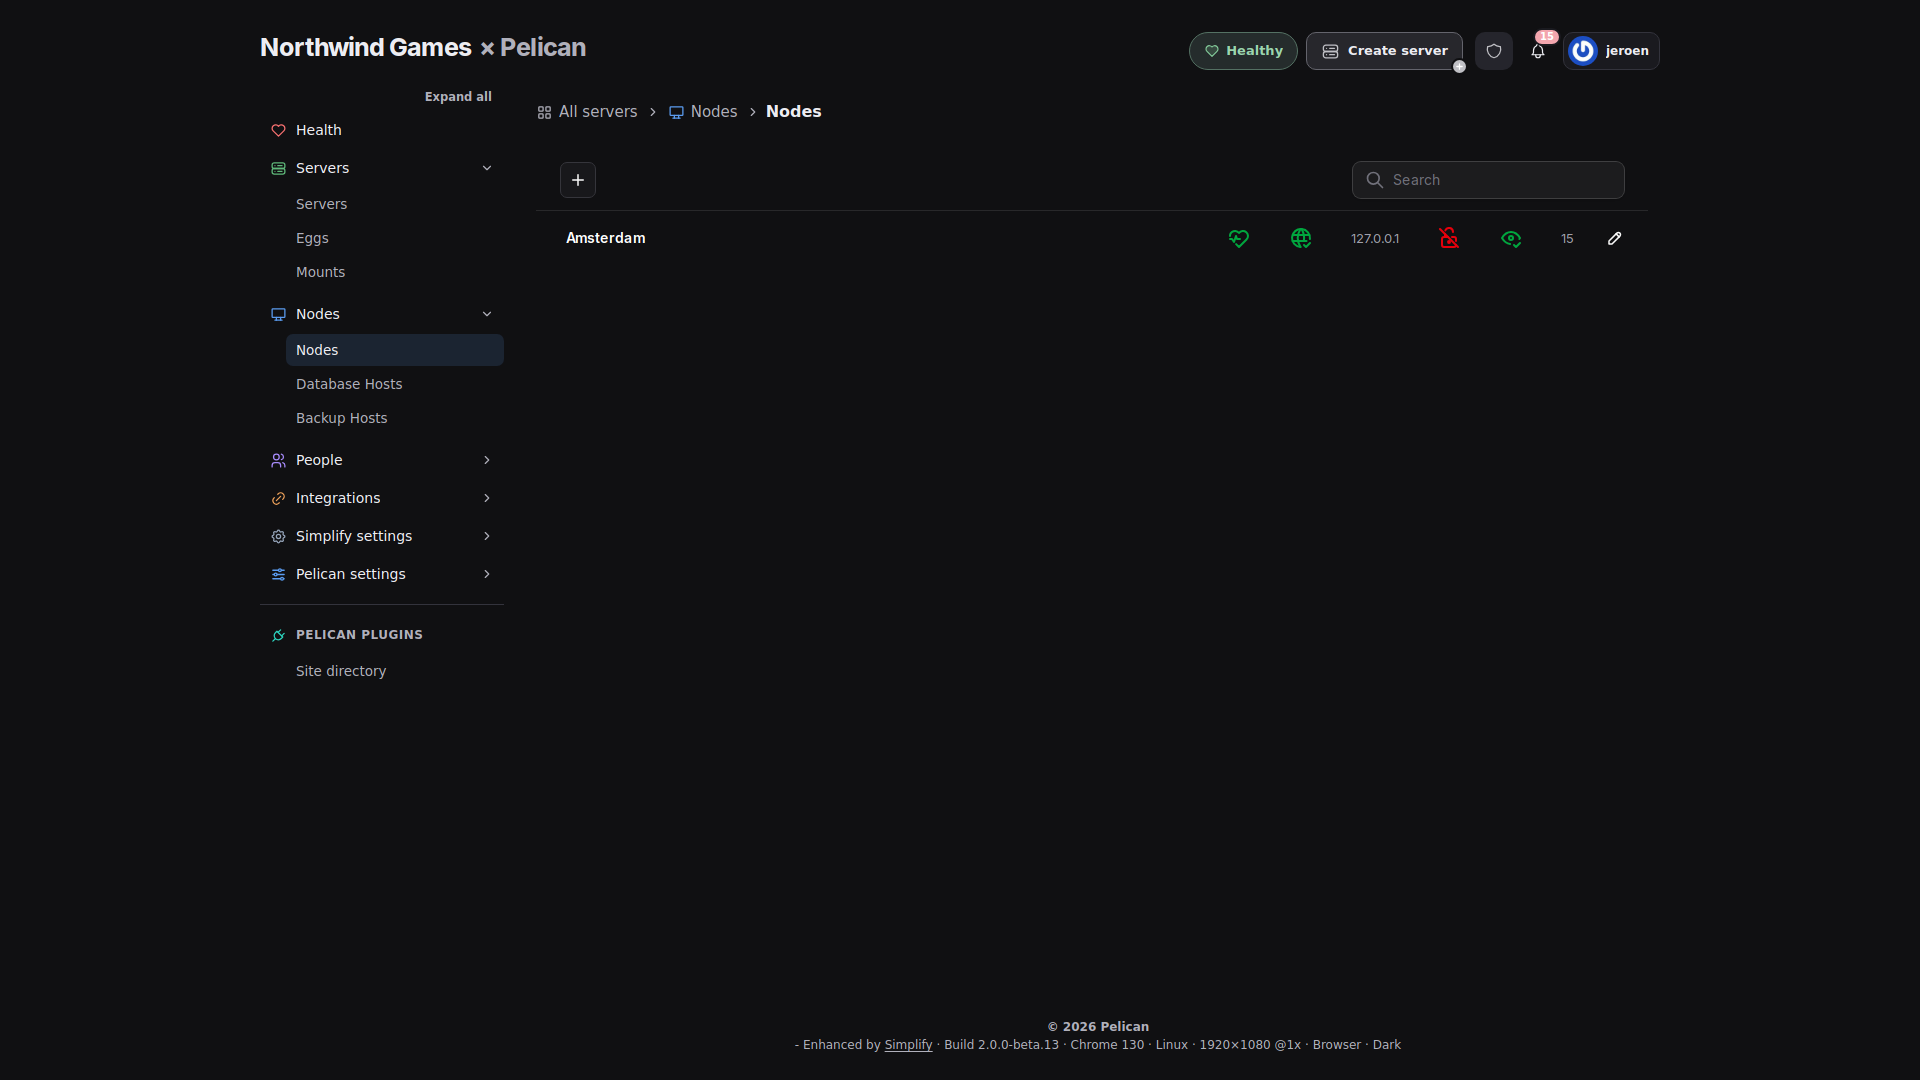 Northwind Games × Pelican
Healthy
Create server
15
jeroen
Expand all
Health
Servers
Servers
Eggs
Mounts
Nodes
Nodes
Database Hosts
Backup Hosts
People
Integrations
Simplify settings
Pelican settings
PELICAN PLUGINS
Site directory
All servers > Nodes > Nodes
Search
Amsterdam 127.0.0.1 15
© 2026 Pelican
- Enhanced by Simplify · Build 2.0.0-beta.13 · Chrome 130 · Linux · 1920×1080 @1x · Browser · Dark